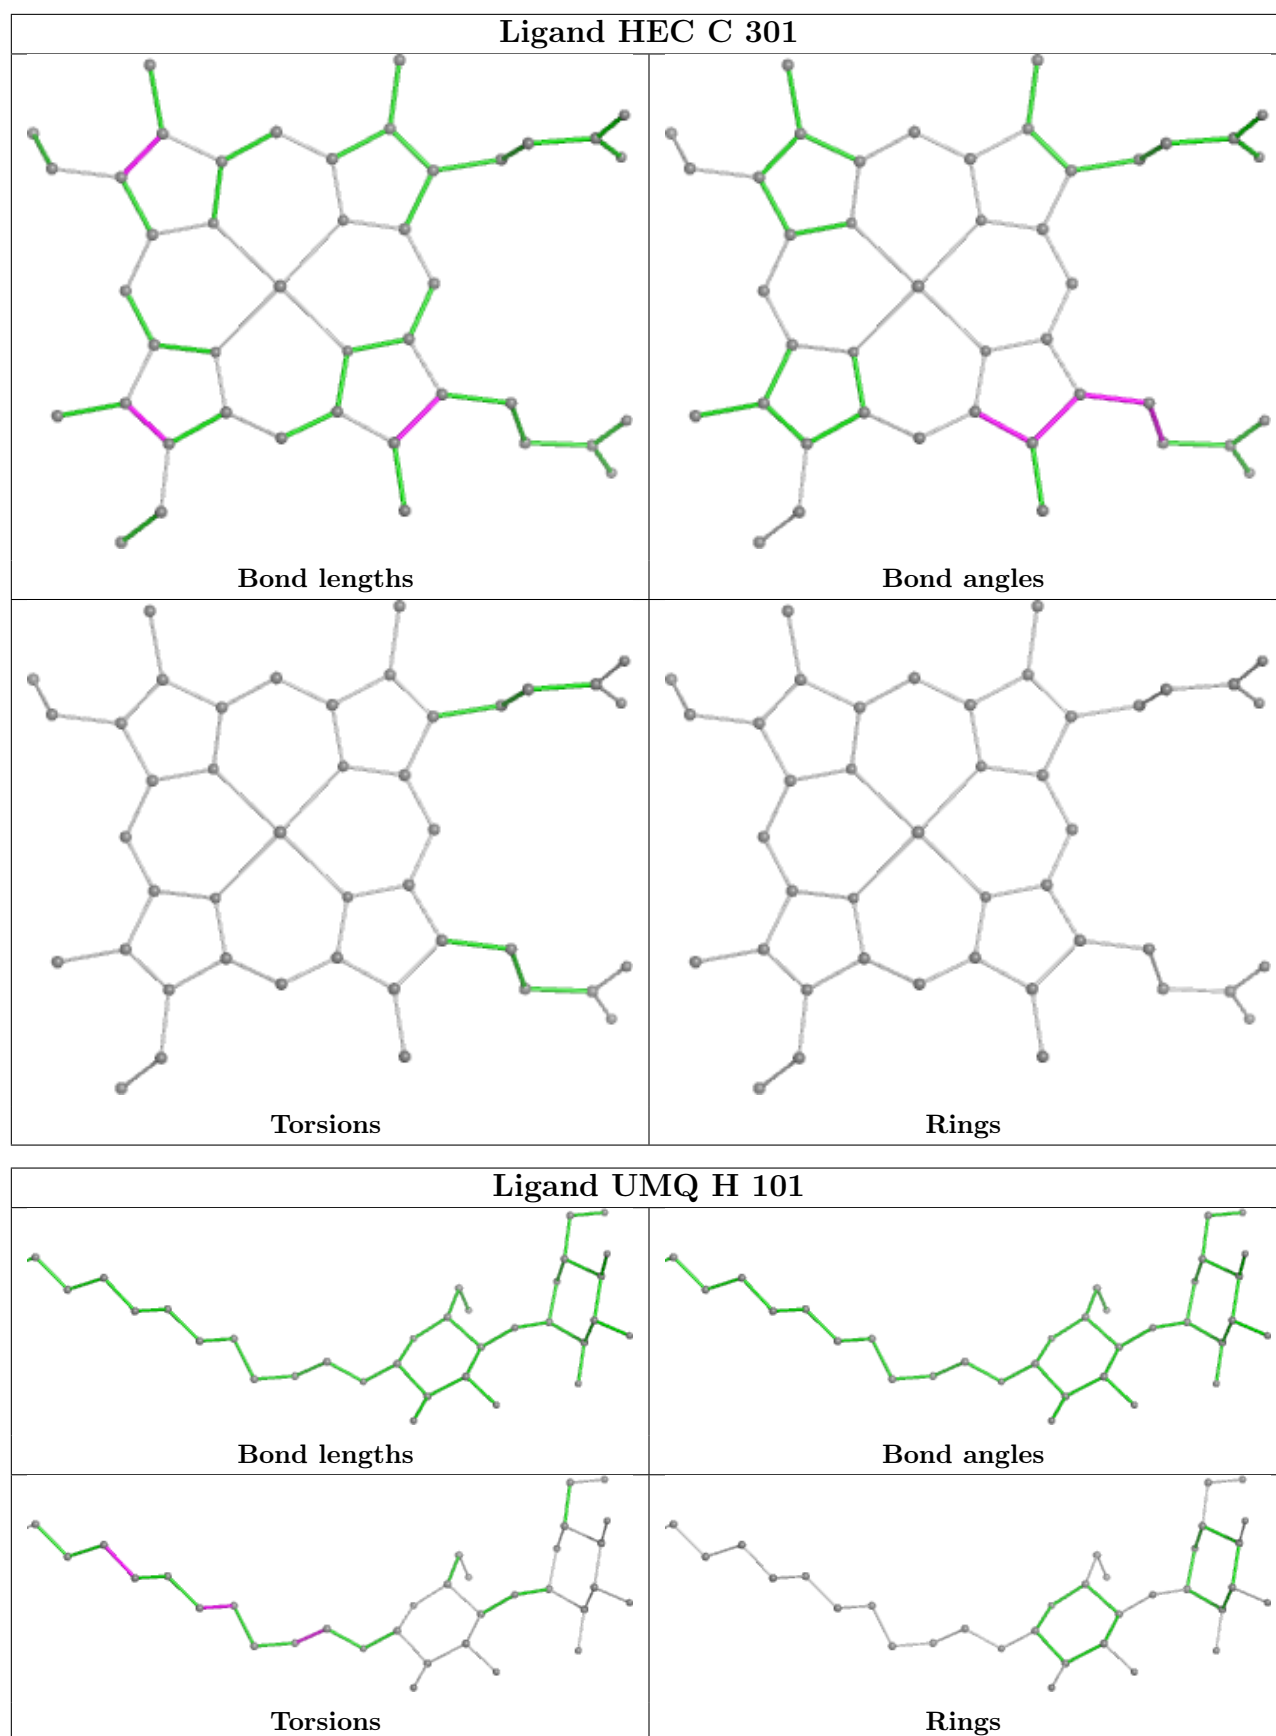 Ligand HEC C 301
Bond lengths
Bond angles
Torsions
Rings
Ligand UMQ H 101
Bond lengths
Bond angles
Torsions
Rings